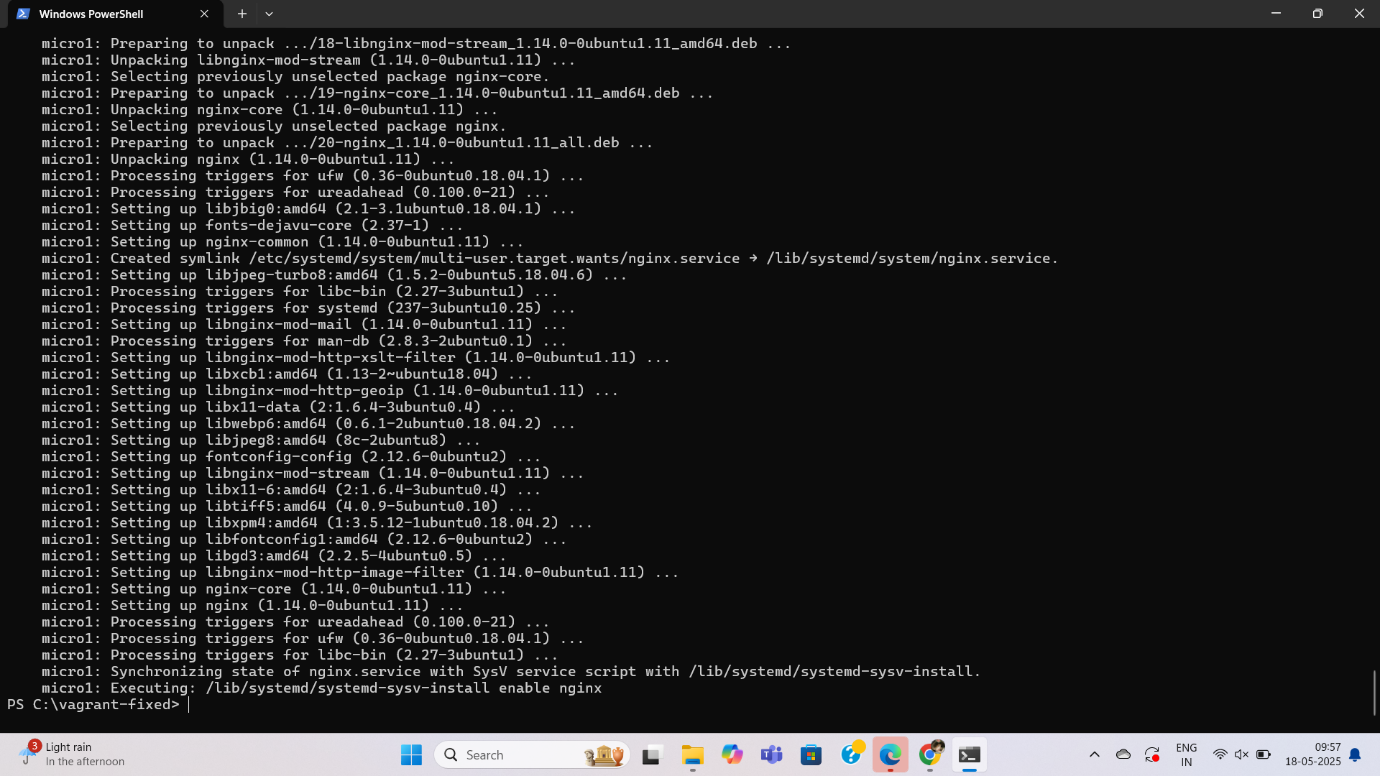 Windows PowerShell
micro1: Preparing to unpack .../18-libnginx-mod-stream_1.14.0-0ubuntu1.11_amd64.deb ...
micro1: Unpacking libnginx-mod-stream (1.14.0-0ubuntu1.11) ...
micro1: Selecting previously unselected package nginx-core.
micro1: Preparing to unpack .../19-nginx-core_1.14.0-0ubuntu1.11_amd64.deb ...
micro1: Unpacking nginx-core (1.14.0-0ubuntu1.11) ...
micro1: Selecting previously unselected package nginx.
micro1: Preparing to unpack .../20-nginx_1.14.0-0ubuntu1.11_all.deb ...
micro1: Unpacking nginx (1.14.0-0ubuntu1.11) ...
micro1: Processing triggers for ufw (0.36-0ubuntu0.18.04.1) ...
micro1: Processing triggers for ureadahead (0.100.0-21) ...
micro1: Setting up libjbig0:amd64 (2.1-3.1ubuntu0.18.04.1) ...
micro1: Setting up fonts-dejavu-core (2.37-1) ...
micro1: Setting up nginx-common (1.14.0-0ubuntu1.11) ...
micro1: Created symlink /etc/systemd/system/multi-user.target.wants/nginx.service → /lib/systemd/system/nginx.service.
micro1: Setting up libjpeg-turbo8:amd64 (1.5.2-0ubuntu5.18.04.6) ...
micro1: Processing triggers for libc-bin (2.27-3ubuntu1) ...
micro1: Processing triggers for systemd (237-3ubuntu10.25) ...
micro1: Setting up libnginx-mod-mail (1.14.0-0ubuntu1.11) ...
micro1: Processing triggers for man-db (2.8.3-2ubuntu0.1) ...
micro1: Setting up libnginx-mod-http-xslt-filter (1.14.0-0ubuntu1.11) ...
micro1: Setting up libxcb1:amd64 (1.13-2~ubuntu18.04) ...
micro1: Setting up libnginx-mod-http-geoip (1.14.0-0ubuntu1.11) ...
micro1: Setting up libx11-data (2:1.6.4-3ubuntu0.4) ...
micro1: Setting up libwebp6:amd64 (0.6.1-2ubuntu0.18.04.2) ...
micro1: Setting up libjpeg8:amd64 (8c-2ubuntu8) ...
micro1: Setting up fontconfig-config (2.12.6-0ubuntu2) ...
micro1: Setting up libnginx-mod-stream (1.14.0-0ubuntu1.11) ...
micro1: Setting up libx11-6:amd64 (2:1.6.4-3ubuntu0.4) ...
micro1: Setting up libtiff5:amd64 (4.0.9-5ubuntu0.10) ...
micro1: Setting up libxpm4:amd64 (1:3.5.12-1ubuntu0.18.04.2) ...
micro1: Setting up libfontconfig1:amd64 (2.12.6-0ubuntu2) ...
micro1: Setting up libgd3:amd64 (2.2.5-4ubuntu0.5) ...
micro1: Setting up libnginx-mod-http-image-filter (1.14.0-0ubuntu1.11) ...
micro1: Setting up nginx-core (1.14.0-0ubuntu1.11) ...
micro1: Setting up nginx (1.14.0-0ubuntu1.11) ...
micro1: Processing triggers for ureadahead (0.100.0-21) ...
micro1: Processing triggers for ufw (0.36-0ubuntu0.18.04.1) ...
micro1: Processing triggers for libc-bin (2.27-3ubuntu1) ...
micro1: Synchronizing state of nginx.service with SysV service script with /lib/systemd/systemd-sysv-install.
micro1: Executing: /lib/systemd/systemd-sysv-install enable nginx
PS C:\vagrant-fixed>
3
Light rain
In the afternoon
Search
ENG
IN
09:57
18-05-2025